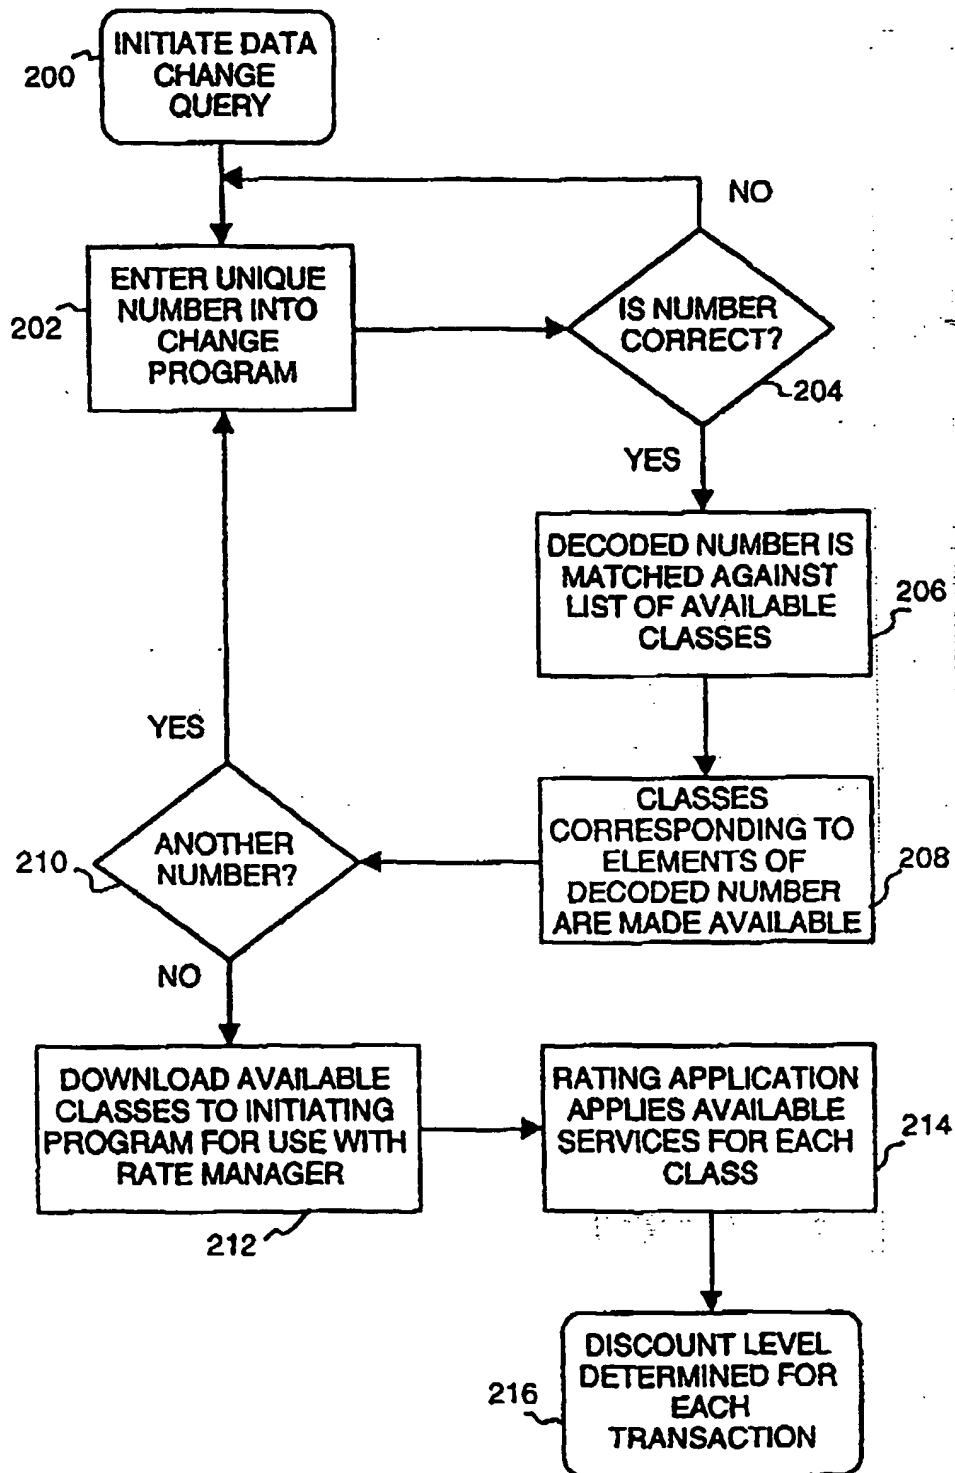 INITIATE DATA
CHANGE
QUERY
200
NO
ENTER UNIQUE
NUMBER INTO
CHANGE
PROGRAM
202
IS NUMBER
CORRECT?
204
YES
DECODED NUMBER IS
MATCHED AGAINST
LIST OF AVAILABLE
CLASSES
206
YES
CLASSES
CORRESPONDING TO
ELEMENTS OF
DECODED NUMBER
ARE MADE AVAILABLE
208
ANOTHER
NUMBER?
210
NO
DOWNLOAD AVAILABLE
CLASSES TO INITIATING
PROGRAM FOR USE WITH
RATE MANAGER
212
RATING APPLICATION
APPLIES AVAILABLE
SERVICES FOR EACH
CLASS
214
DISCOUNT LEVEL
DETERMINED FOR
EACH
TRANSACTION
216